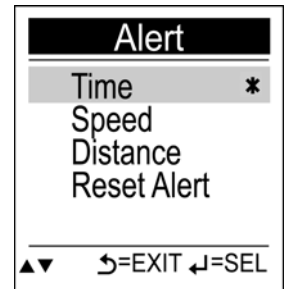 Alert
Time *
Speed
Distance
Reset Alert
▲▼ ⮌=EXIT ↵=SEL